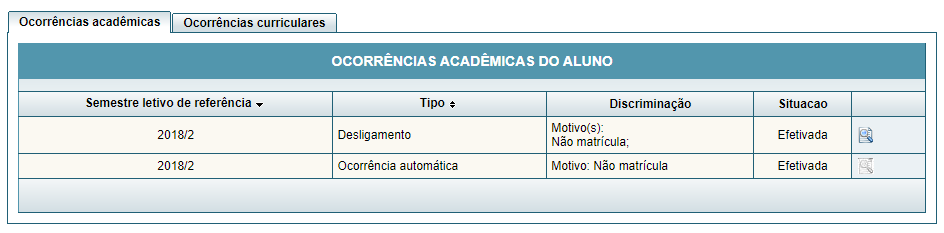 Ocorrências acadêmicas
Ocorrências curriculares
OCORRÊNCIAS ACADÊMICAS DO ALUNO
Semestre letivo de referência Tipo Discriminação Situacao
2018/2 Desligamento Motivo(s):
Não matrícula; Efetivada
2018/2 Ocorrência automática Motivo: Não matrícula Efetivada